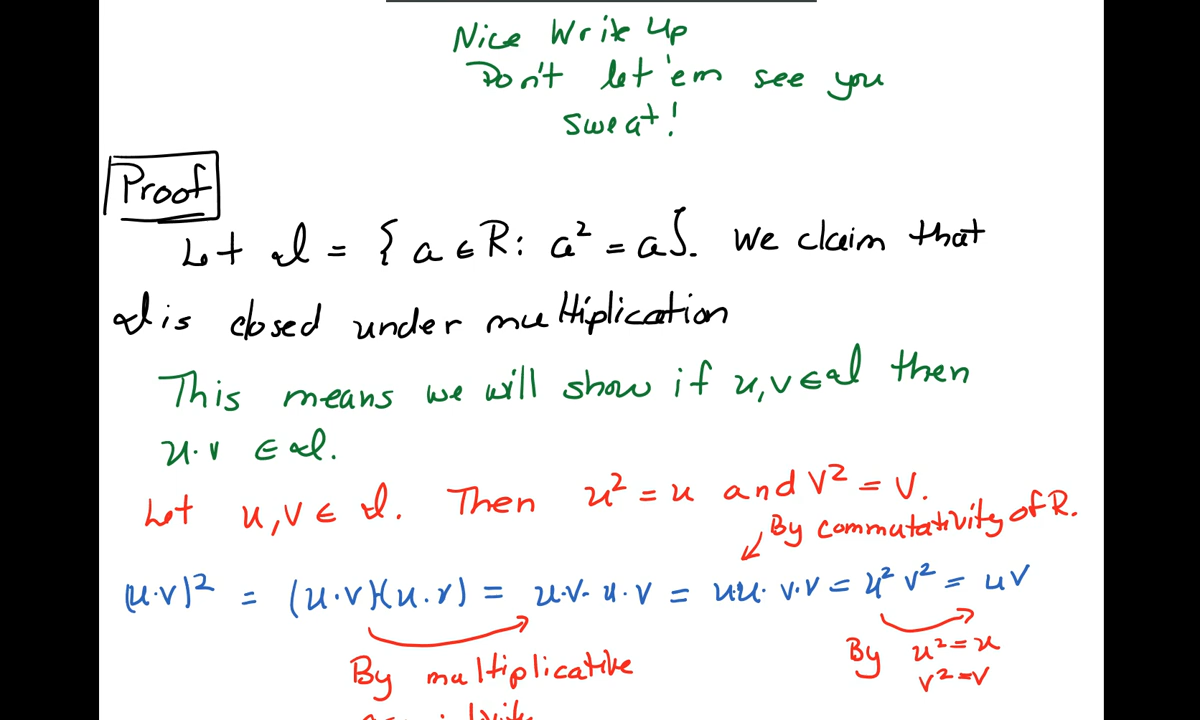 Nice Write Up
Don't let 'em see you
sweat!
Proof
Let I = { a ∈ R: a² = a}. We claim that
I is closed under multiplication
This means we will show if u, v ∈ I then
u·v ∈ I.
Let u, v ∈ I. Then u² = u and v² = v.
By commutativity of R.
(u·v)² = (u·v)(u·v) = u·v·u·v = u·u·v·v = u² v² = uv
By multiplicative
By u² = u
v² = v